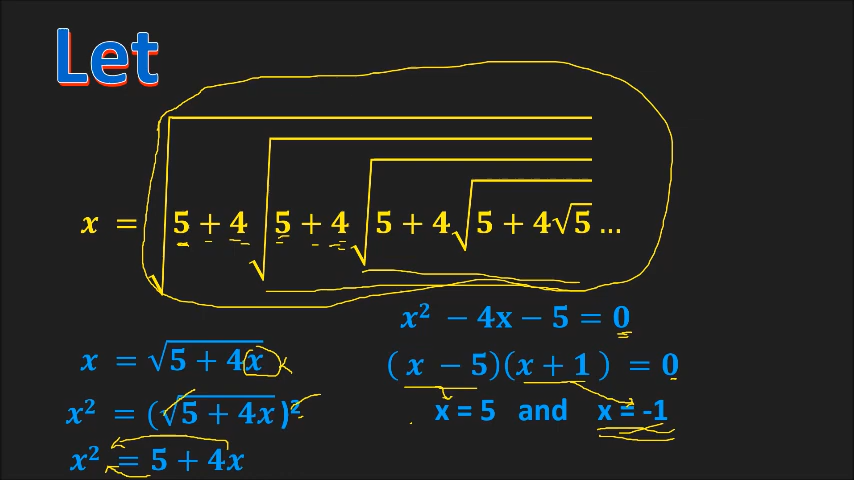 Let
x = √(5 + 4√(5 + 4√(5 + 4√(5 + 4√5 ...
x² − 4x − 5 = 0
x = √(5 + 4x)
( x − 5)(x + 1 ) = 0
x² = (√(5 + 4x) )²
x = 5 and x = -1
x² = 5 + 4x